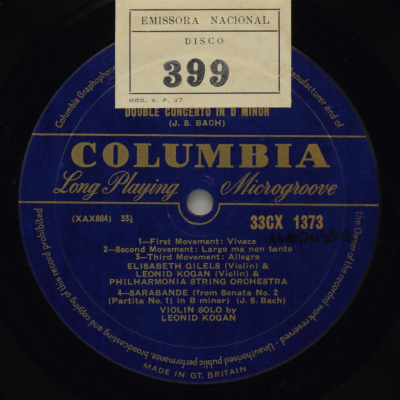 EMISSORA NACIONAL
DISCO
399
MOD. S. P. 37
DOUBLE CONCERTO IN D MINOR
(J. S. BACH)
COLUMBIA
Long Playing Microgroove
(XAX884) 33⅓
33CX 1373
1—First Movement: Vivace
2—Second Movement: Largo ma non tanto
3—Third Movement: Allegro
ELISABETH GILELS (Violin) &
LEONID KOGAN (Violin) &
PHILHARMONIA STRING ORCHESTRA
4—SARABANDE (from Sonata No. 2
(Partita No. 1) in B minor) (J. S. Bach)
VIOLIN SOLO by
LEONID KOGAN
Columbia Graphophone
manufacturer and of
the Owner of the recorded work reserved - Unauthorised public performance, broadcasting and copying of this record prohibited
MADE IN GT. BRITAIN